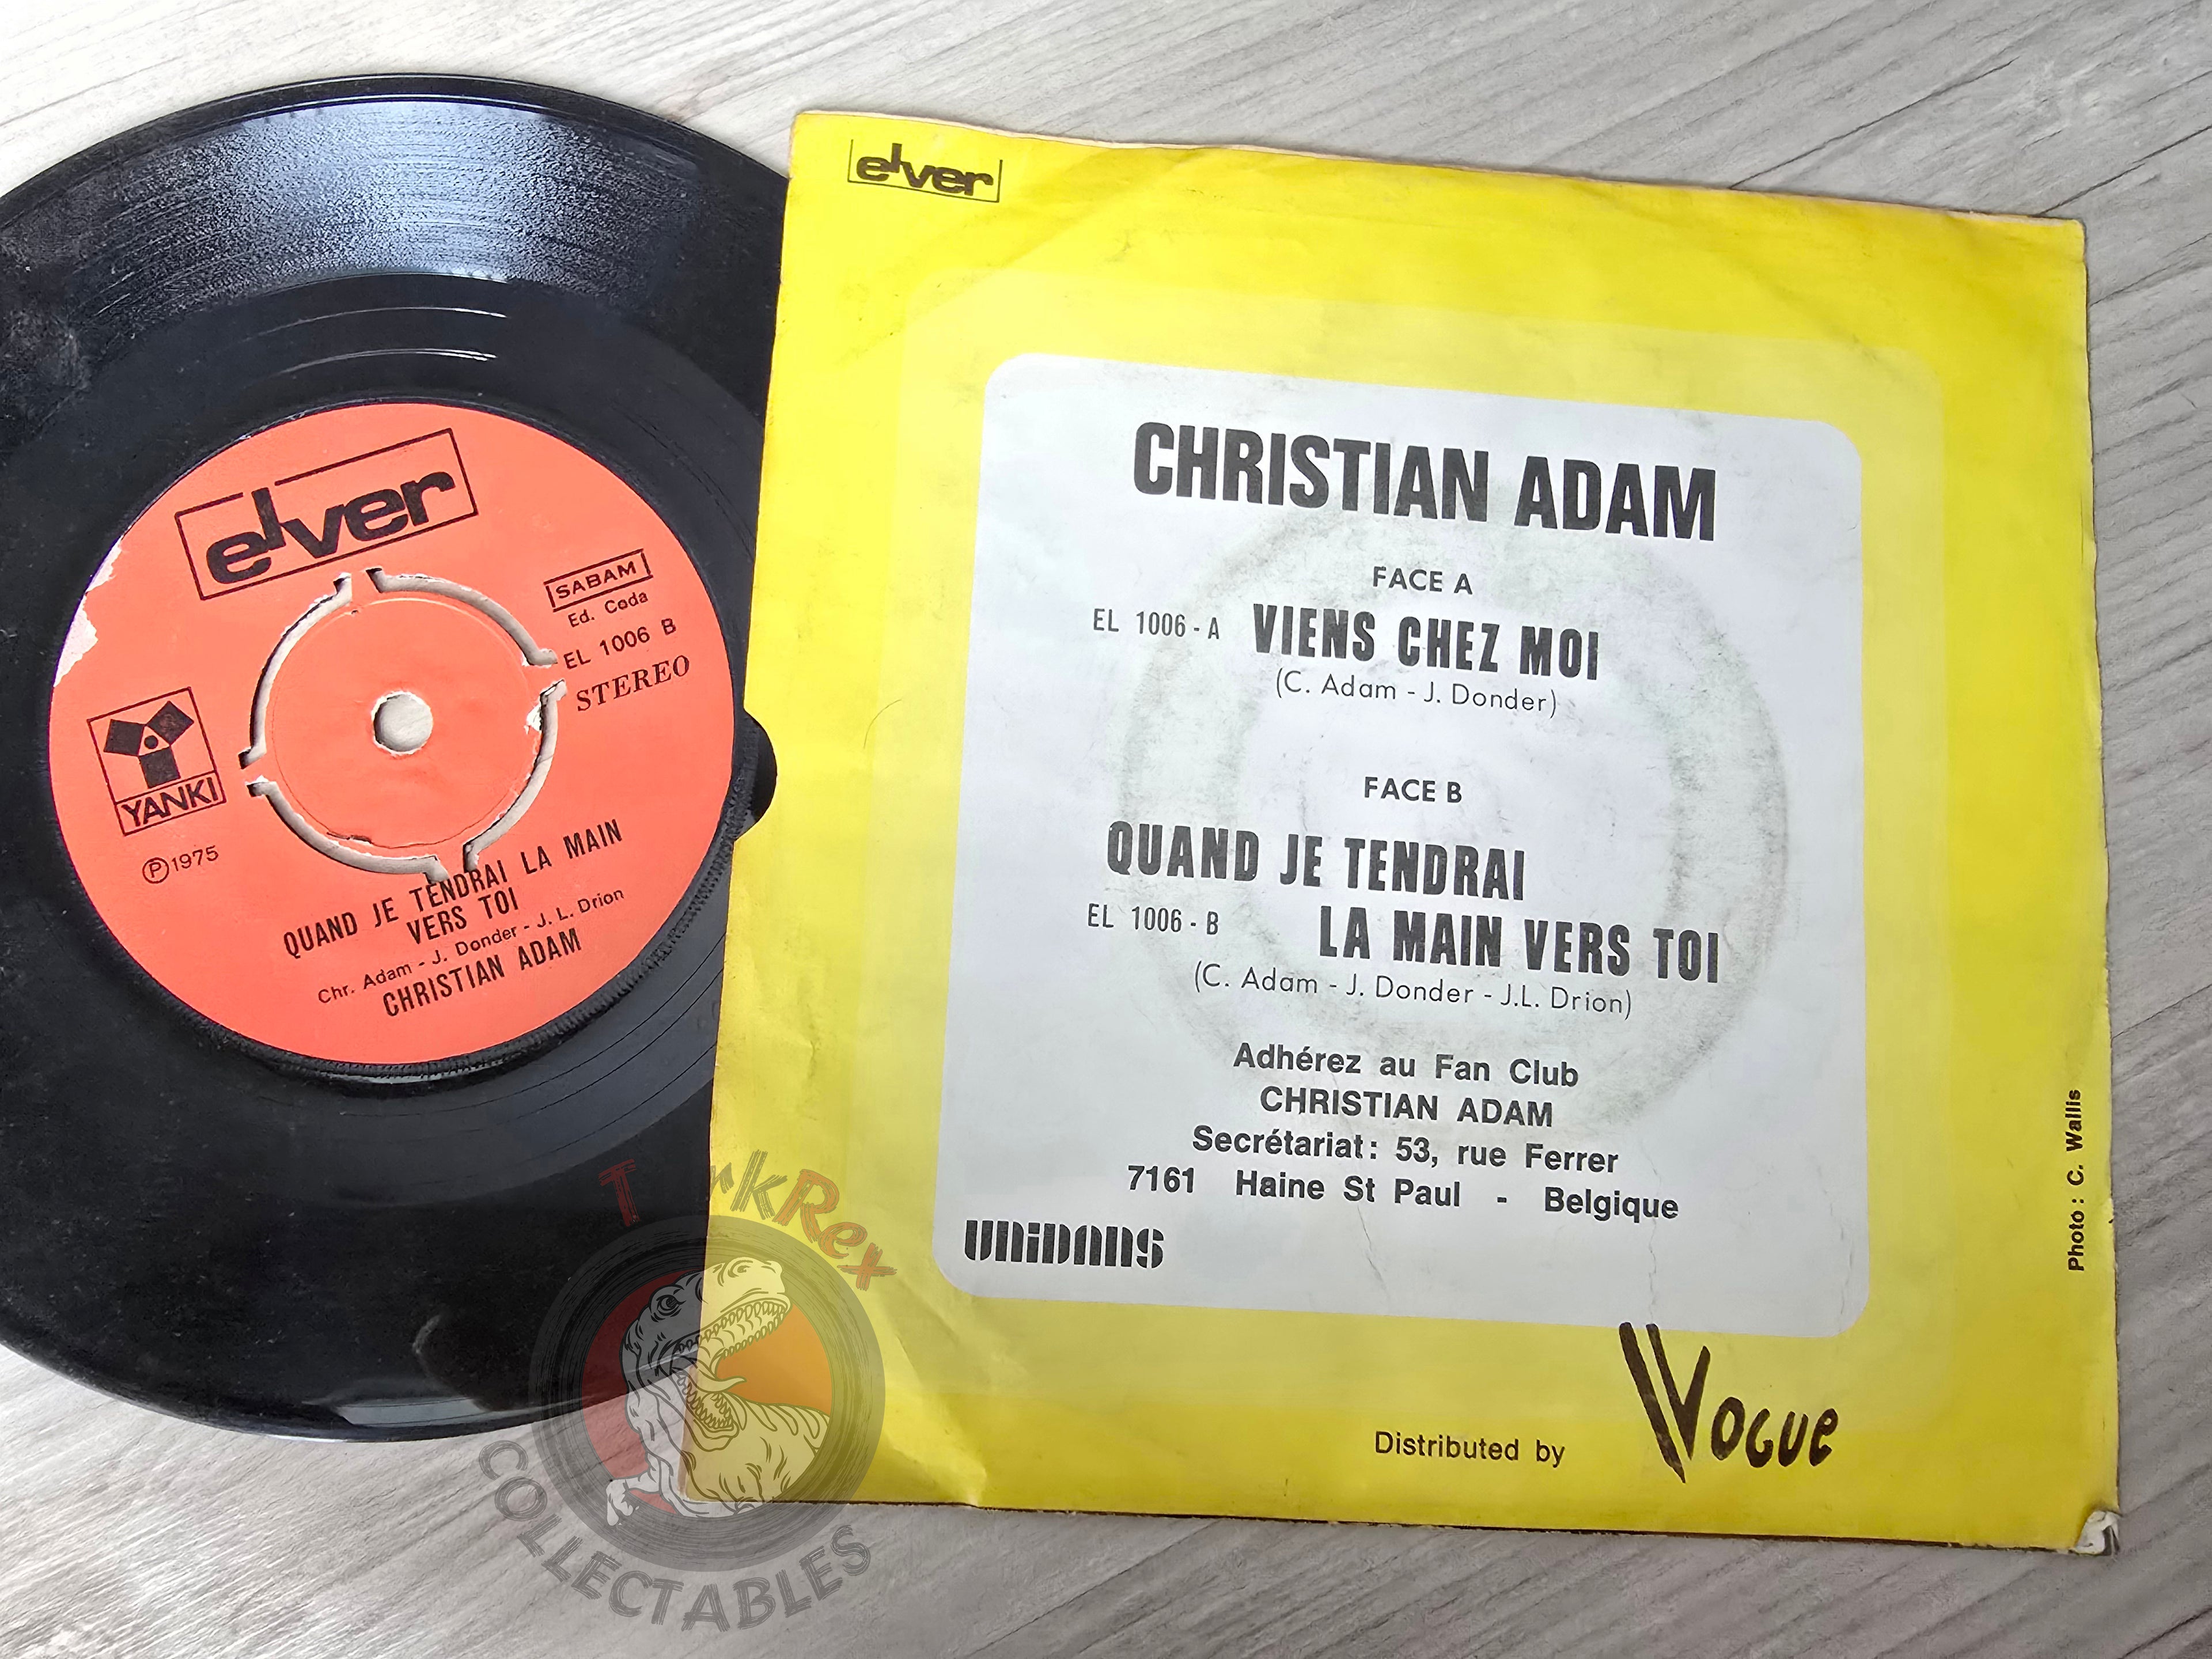 elver
SABAM
Ed. Coda
EL 1006 B
STEREO
YANKI
Ⓟ1975
QUAND JE TENDRAI LA MAIN
VERS TOI
Chr. Adam - J. Donder - J. L. Drion
CHRISTIAN ADAM
elver
CHRISTIAN ADAM
FACE A
EL 1006 - A VIENS CHEZ MOI
(C. Adam - J. Donder)
FACE B
QUAND JE TENDRAI
EL 1006 - B LA MAIN VERS TOI
(C. Adam - J. Donder - J.L. Drion)
Adhérez au Fan Club
CHRISTIAN ADAM
Secrétariat: 53, rue Ferrer
7161 Haine St Paul - Belgique
UNIDANS
Photo : C. Wallis
Distributed by VOGUE
COLLECTABLES